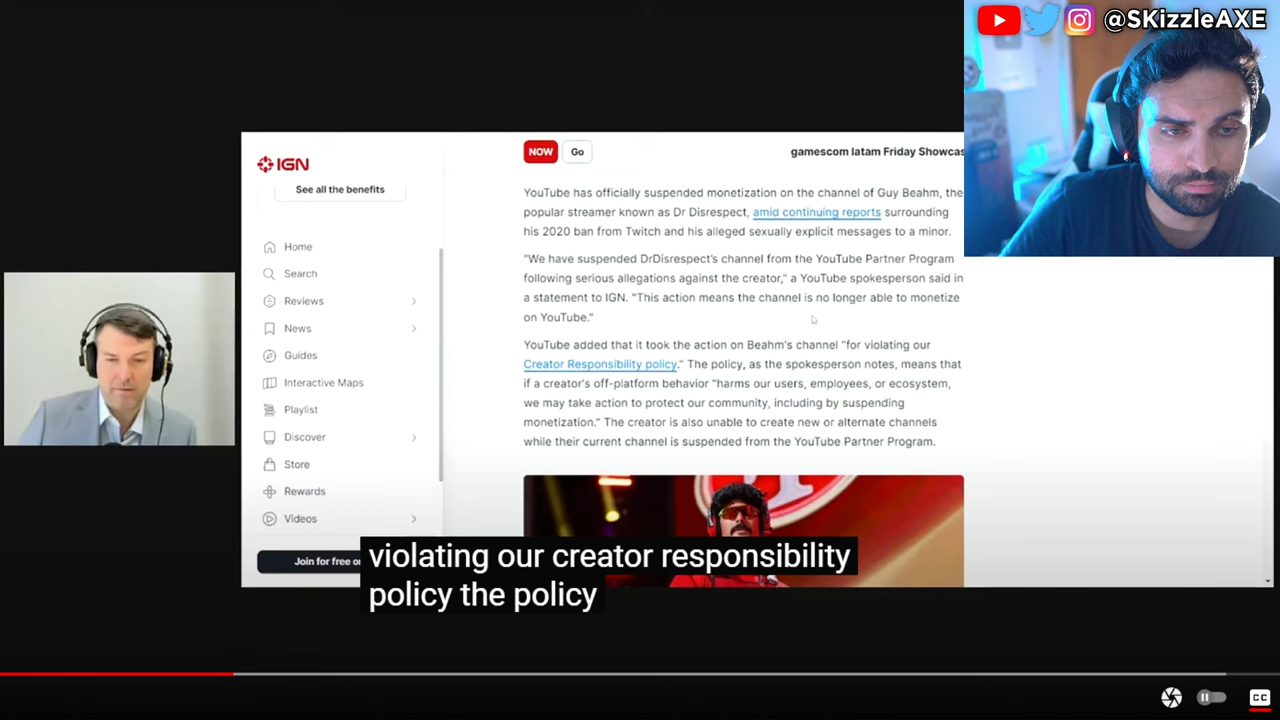 @SKizzleAXE
IGN
See all the benefits
Home
Search
Reviews
News
Guides
Interactive Maps
Playlist
Discover
Store
Rewards
Videos
Join for free or
NOW
Go
gamescom latam Friday Showcas
YouTube has officially suspended monetization on the channel of Guy Beahm, the
popular streamer known as Dr Disrespect, amid continuing reports surrounding
his 2020 ban from Twitch and his alleged sexually explicit messages to a minor.
"We have suspended DrDisrespect's channel from the YouTube Partner Program
following serious allegations against the creator," a YouTube spokesperson said in
a statement to IGN. "This action means the channel is no longer able to monetize
on YouTube."
YouTube added that it took the action on Beahm's channel "for violating our
Creator Responsibility policy." The policy, as the spokesperson notes, means that
if a creator's off-platform behavior "harms our users, employees, or ecosystem,
we may take action to protect our community, including by suspending
monetization." The creator is also unable to create new or alternate channels
while their current channel is suspended from the YouTube Partner Program.
violating our creator responsibility
policy the policy
CC